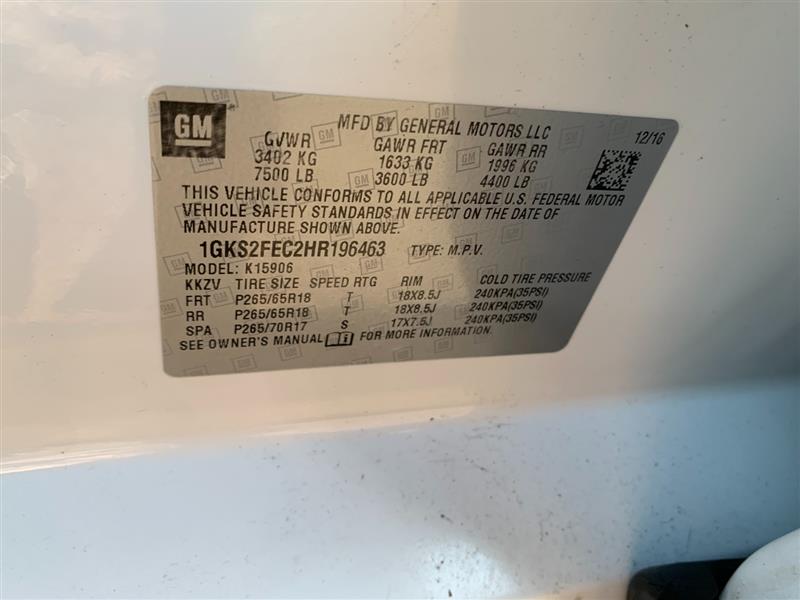 GM
MFD BY GENERAL MOTORS LLC 12/16
GVWR GAWR FRT GAWR RR
3402 KG 1633 KG 1996 KG
7500 LB 3600 LB 4400 LB
THIS VEHICLE CONFORMS TO ALL APPLICABLE U.S. FEDERAL MOTOR
VEHICLE SAFETY STANDARDS IN EFFECT ON THE DATE OF
MANUFACTURE SHOWN ABOVE.
1GKS2FEC2HR196463 TYPE: M.P.V.
MODEL: K15906
KKZV TIRE SIZE SPEED RTG RIM COLD TIRE PRESSURE
FRT P265/65R18 T 18X8.5J 240KPA(35PSI)
RR P265/65R18 T 18X8.5J 240KPA(35PSI)
SPA P265/70R17 S 17X7.5J 240KPA(35PSI)
SEE OWNER'S MANUAL FOR MORE INFORMATION.